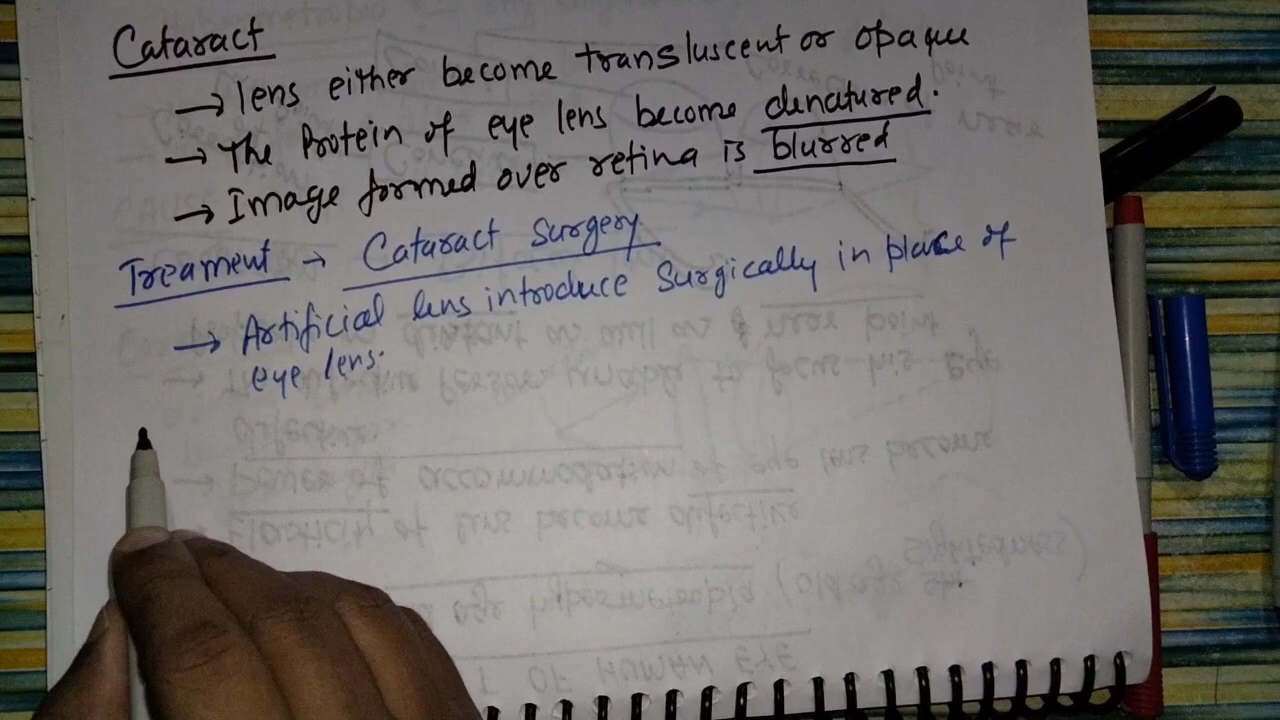 Cataract
→ lens either become transluscent or opaque
→ The Protein of eye lens become denatured.
→ Image formed over retina is blurred
Treament → Cataract Surgery
→ Artificial lens introduce Surgically in place of
eye lens.